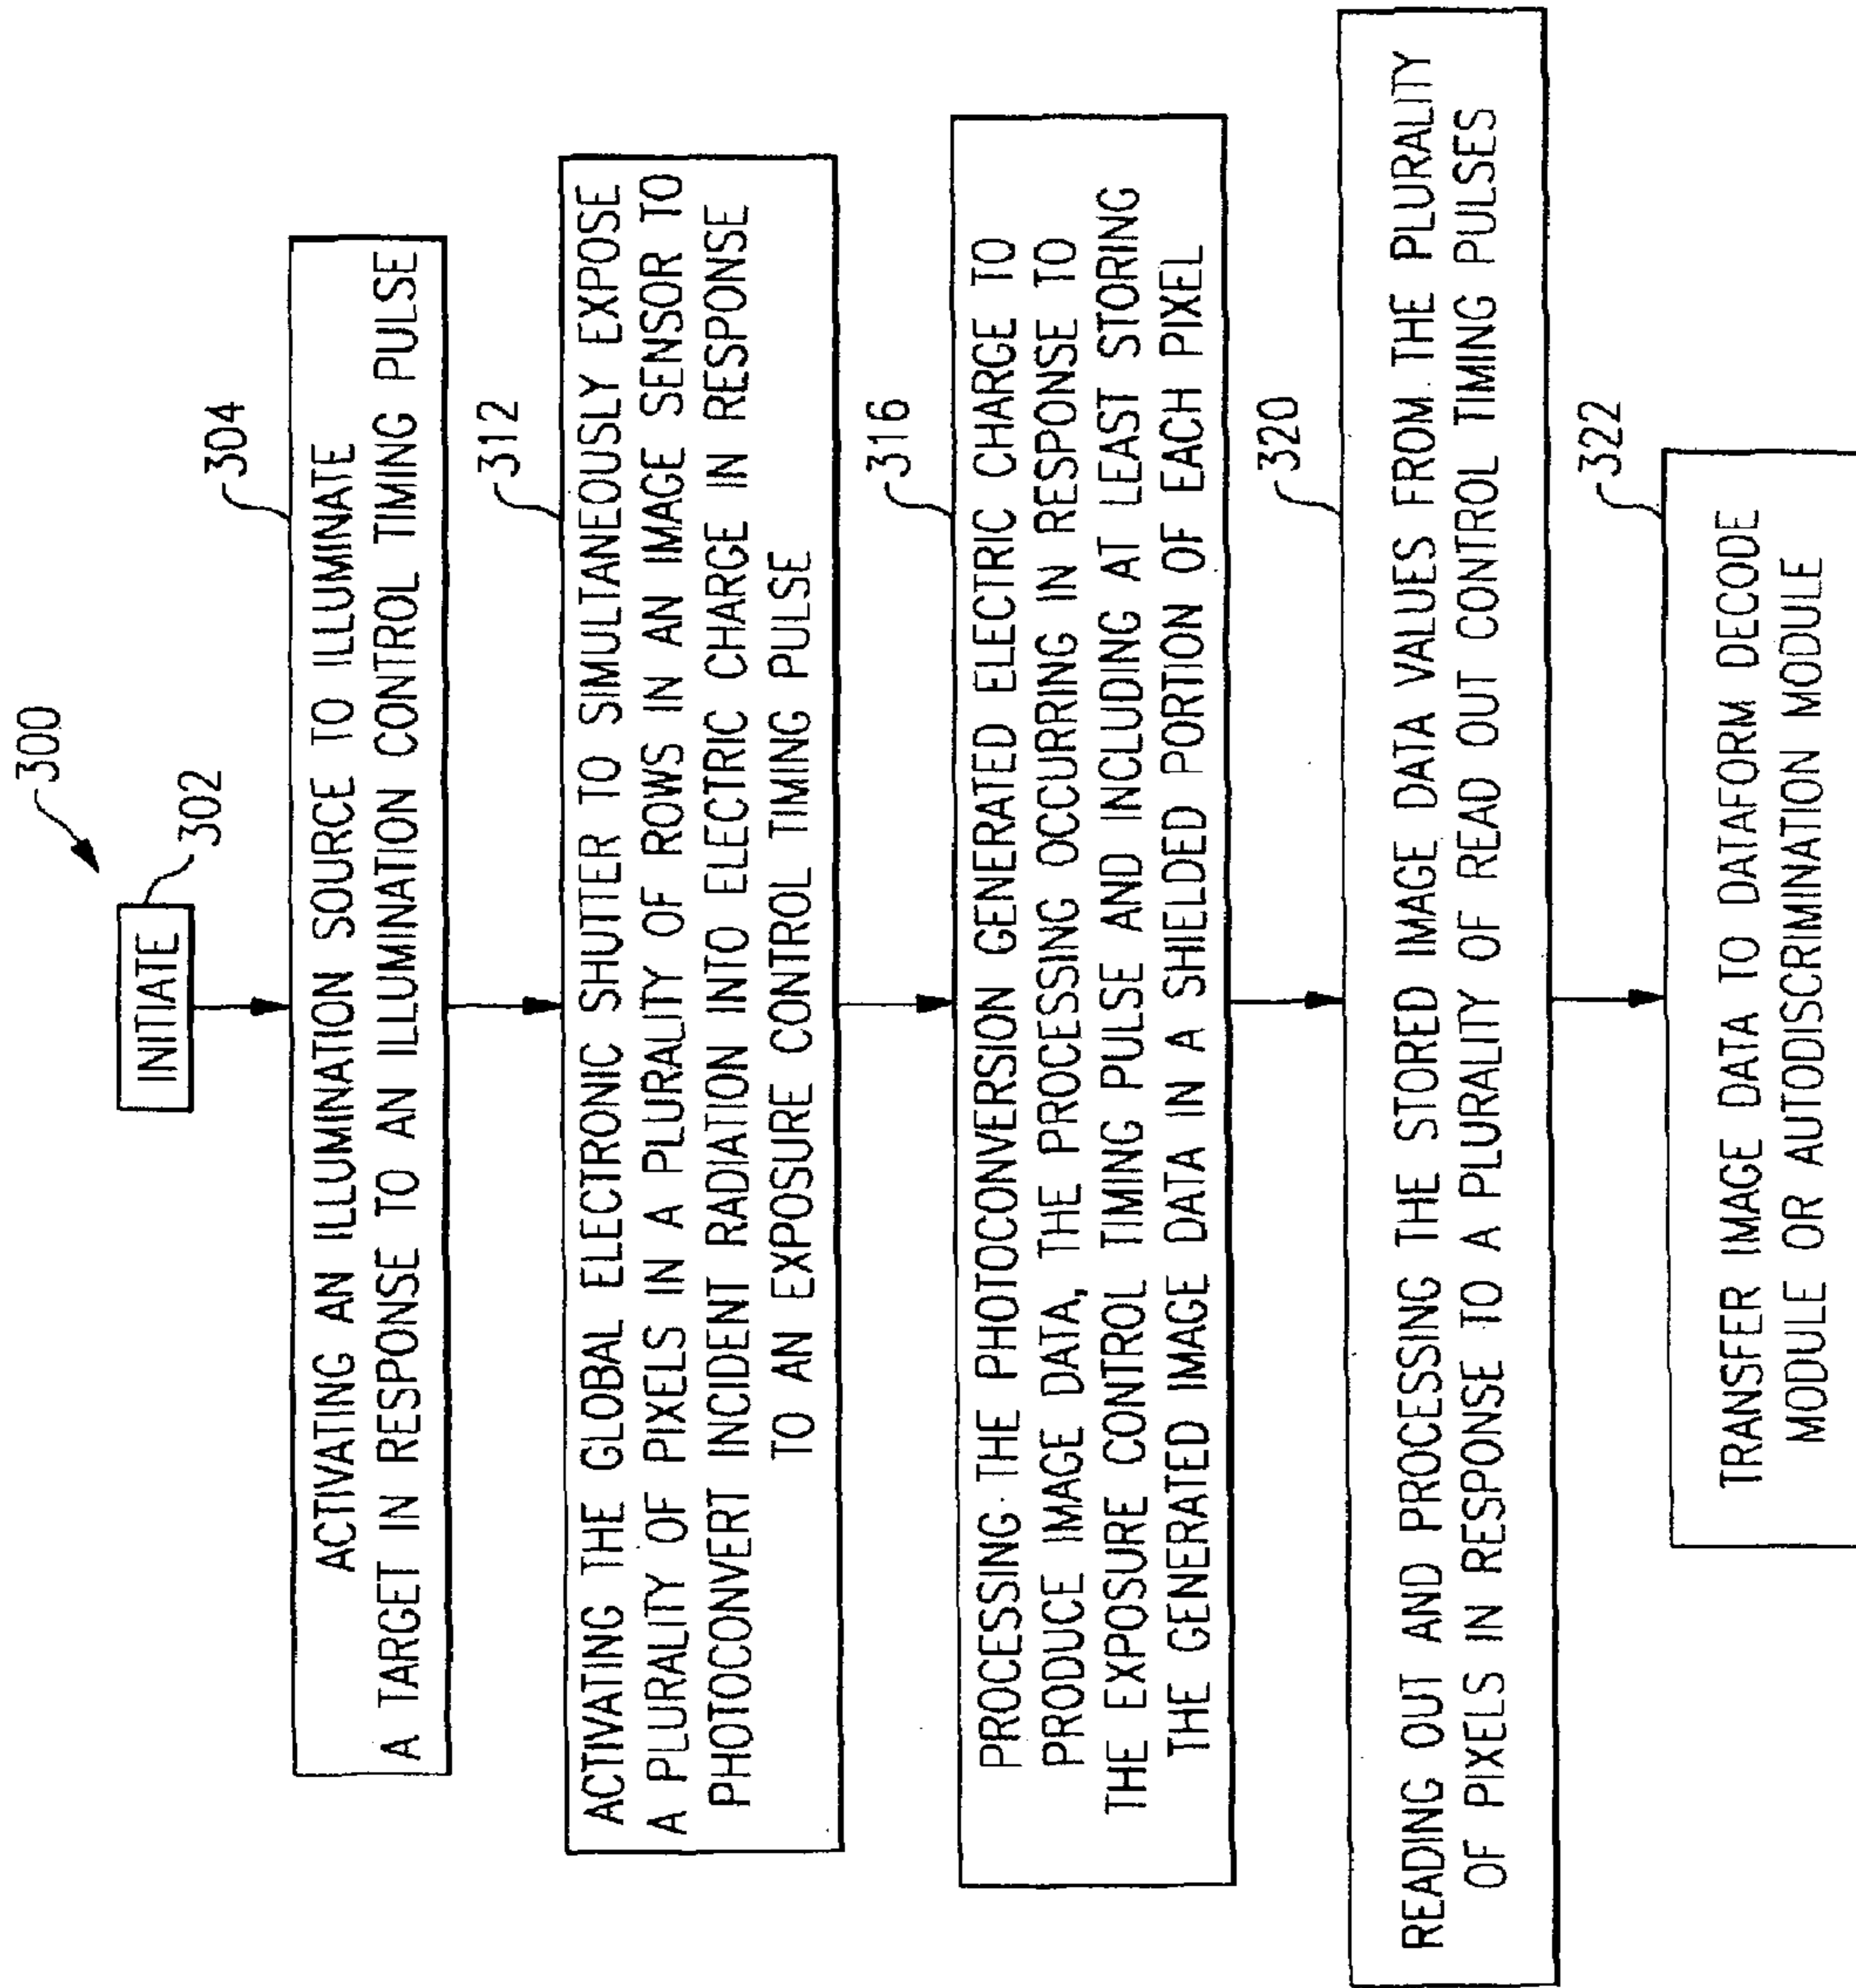 300
INITIATE
302
304
ACTIVATING AN ILLUMINATION SOURCE TO ILLUMINATE
A TARGET IN RESPONSE TO AN ILLUMINATION CONTROL TIMING PULSE
312
ACTIVATING THE GLOBAL ELECTRONIC SHUTTER TO SIMULTANEOUSLY EXPOSE
A PLURALITY OF PIXELS IN A PLURALITY OF ROWS IN AN IMAGE SENSOR TO
PHOTOCONVERT INCIDENT RADIATION INTO ELECTRIC CHARGE IN RESPONSE
TO AN EXPOSURE CONTROL TIMING PULSE
316
PROCESSING THE PHOTOCONVERSION GENERATED ELECTRIC CHARGE TO
PRODUCE IMAGE DATA, THE PROCESSING OCCURRING IN RESPONSE TO
THE EXPOSURE CONTROL TIMING PULSE AND INCLUDING AT LEAST STORING
THE GENERATED IMAGE DATA IN A SHIELDED PORTION OF EACH PIXEL
320
READING OUT AND PROCESSING THE STORED IMAGE DATA VALUES FROM THE PLURALITY
OF PIXELS IN RESPONSE TO A PLURALITY OF READ OUT CONTROL TIMING PULSES
322
TRANSFER IMAGE DATA TO DATAFORM DECODE
MODULE OR AUTODISCRIMINATION MODULE